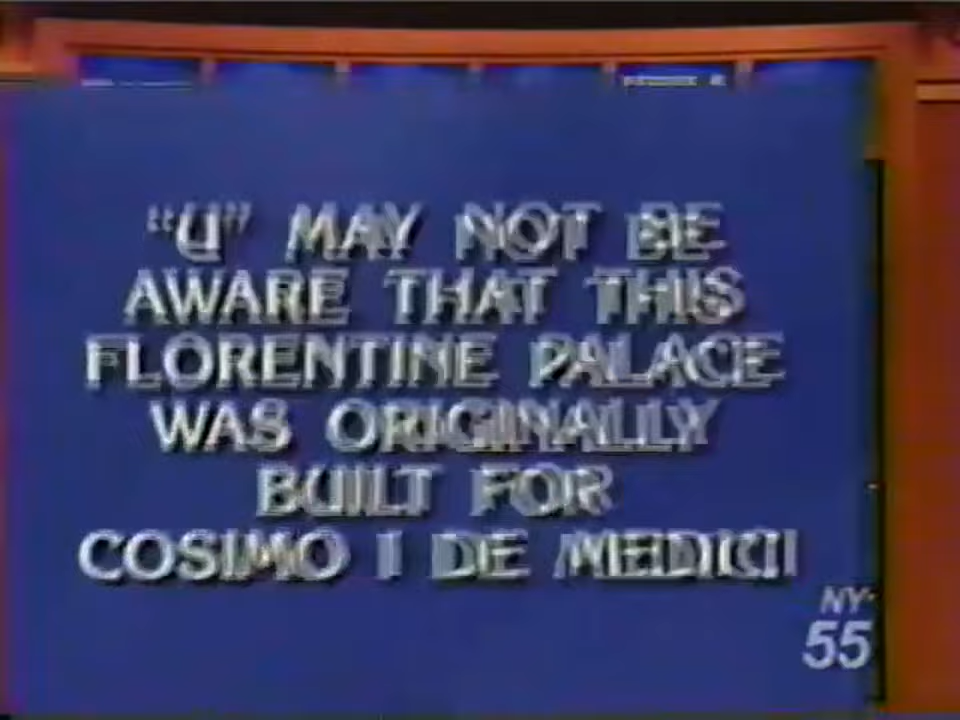 “U” MAY NOT BE
AWARE THAT THIS
FLORENTINE PALACE
WAS ORIGINALLY
BUILT FOR
COSIMO I DE MEDICI
NY
55